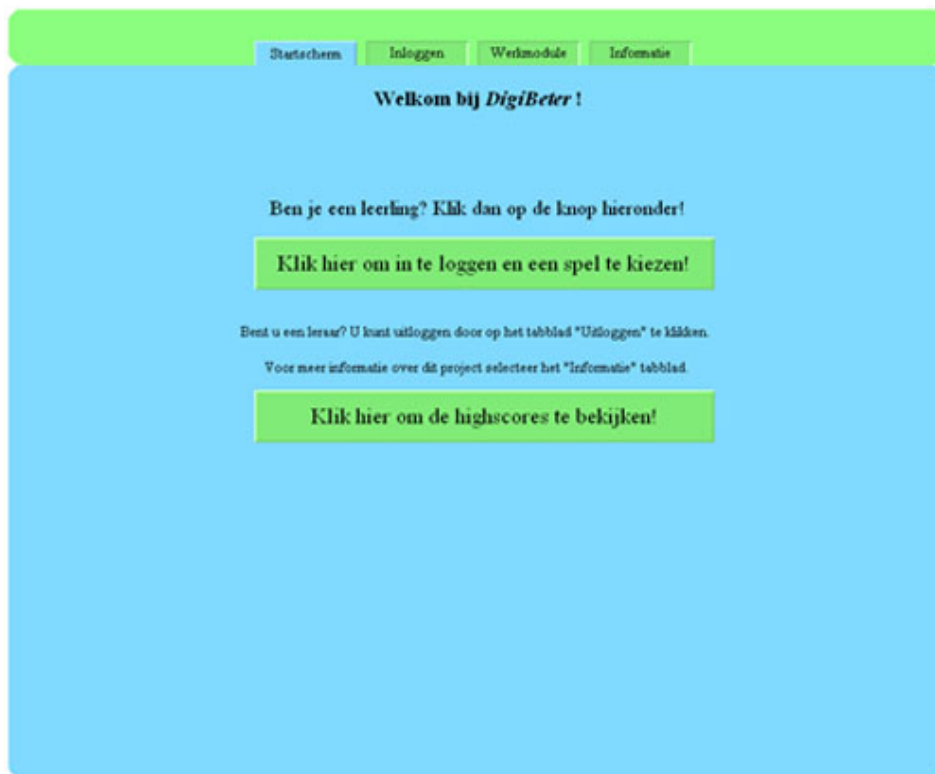 Startscherm Inloggen Werkmodule Informatie
Welkom bij DigiBeter !
Ben je een leerling? Klik dan op de knop hieronder!
Klik hier om in te loggen en een spel te kiezen!
Bent u een leraar? U kunt uitloggen door op het tabblad "Uitloggen" te klikken.
Voor meer informatie over dit project selecteer het "Informatie" tabblad.
Klik hier om de highscores te bekijken!